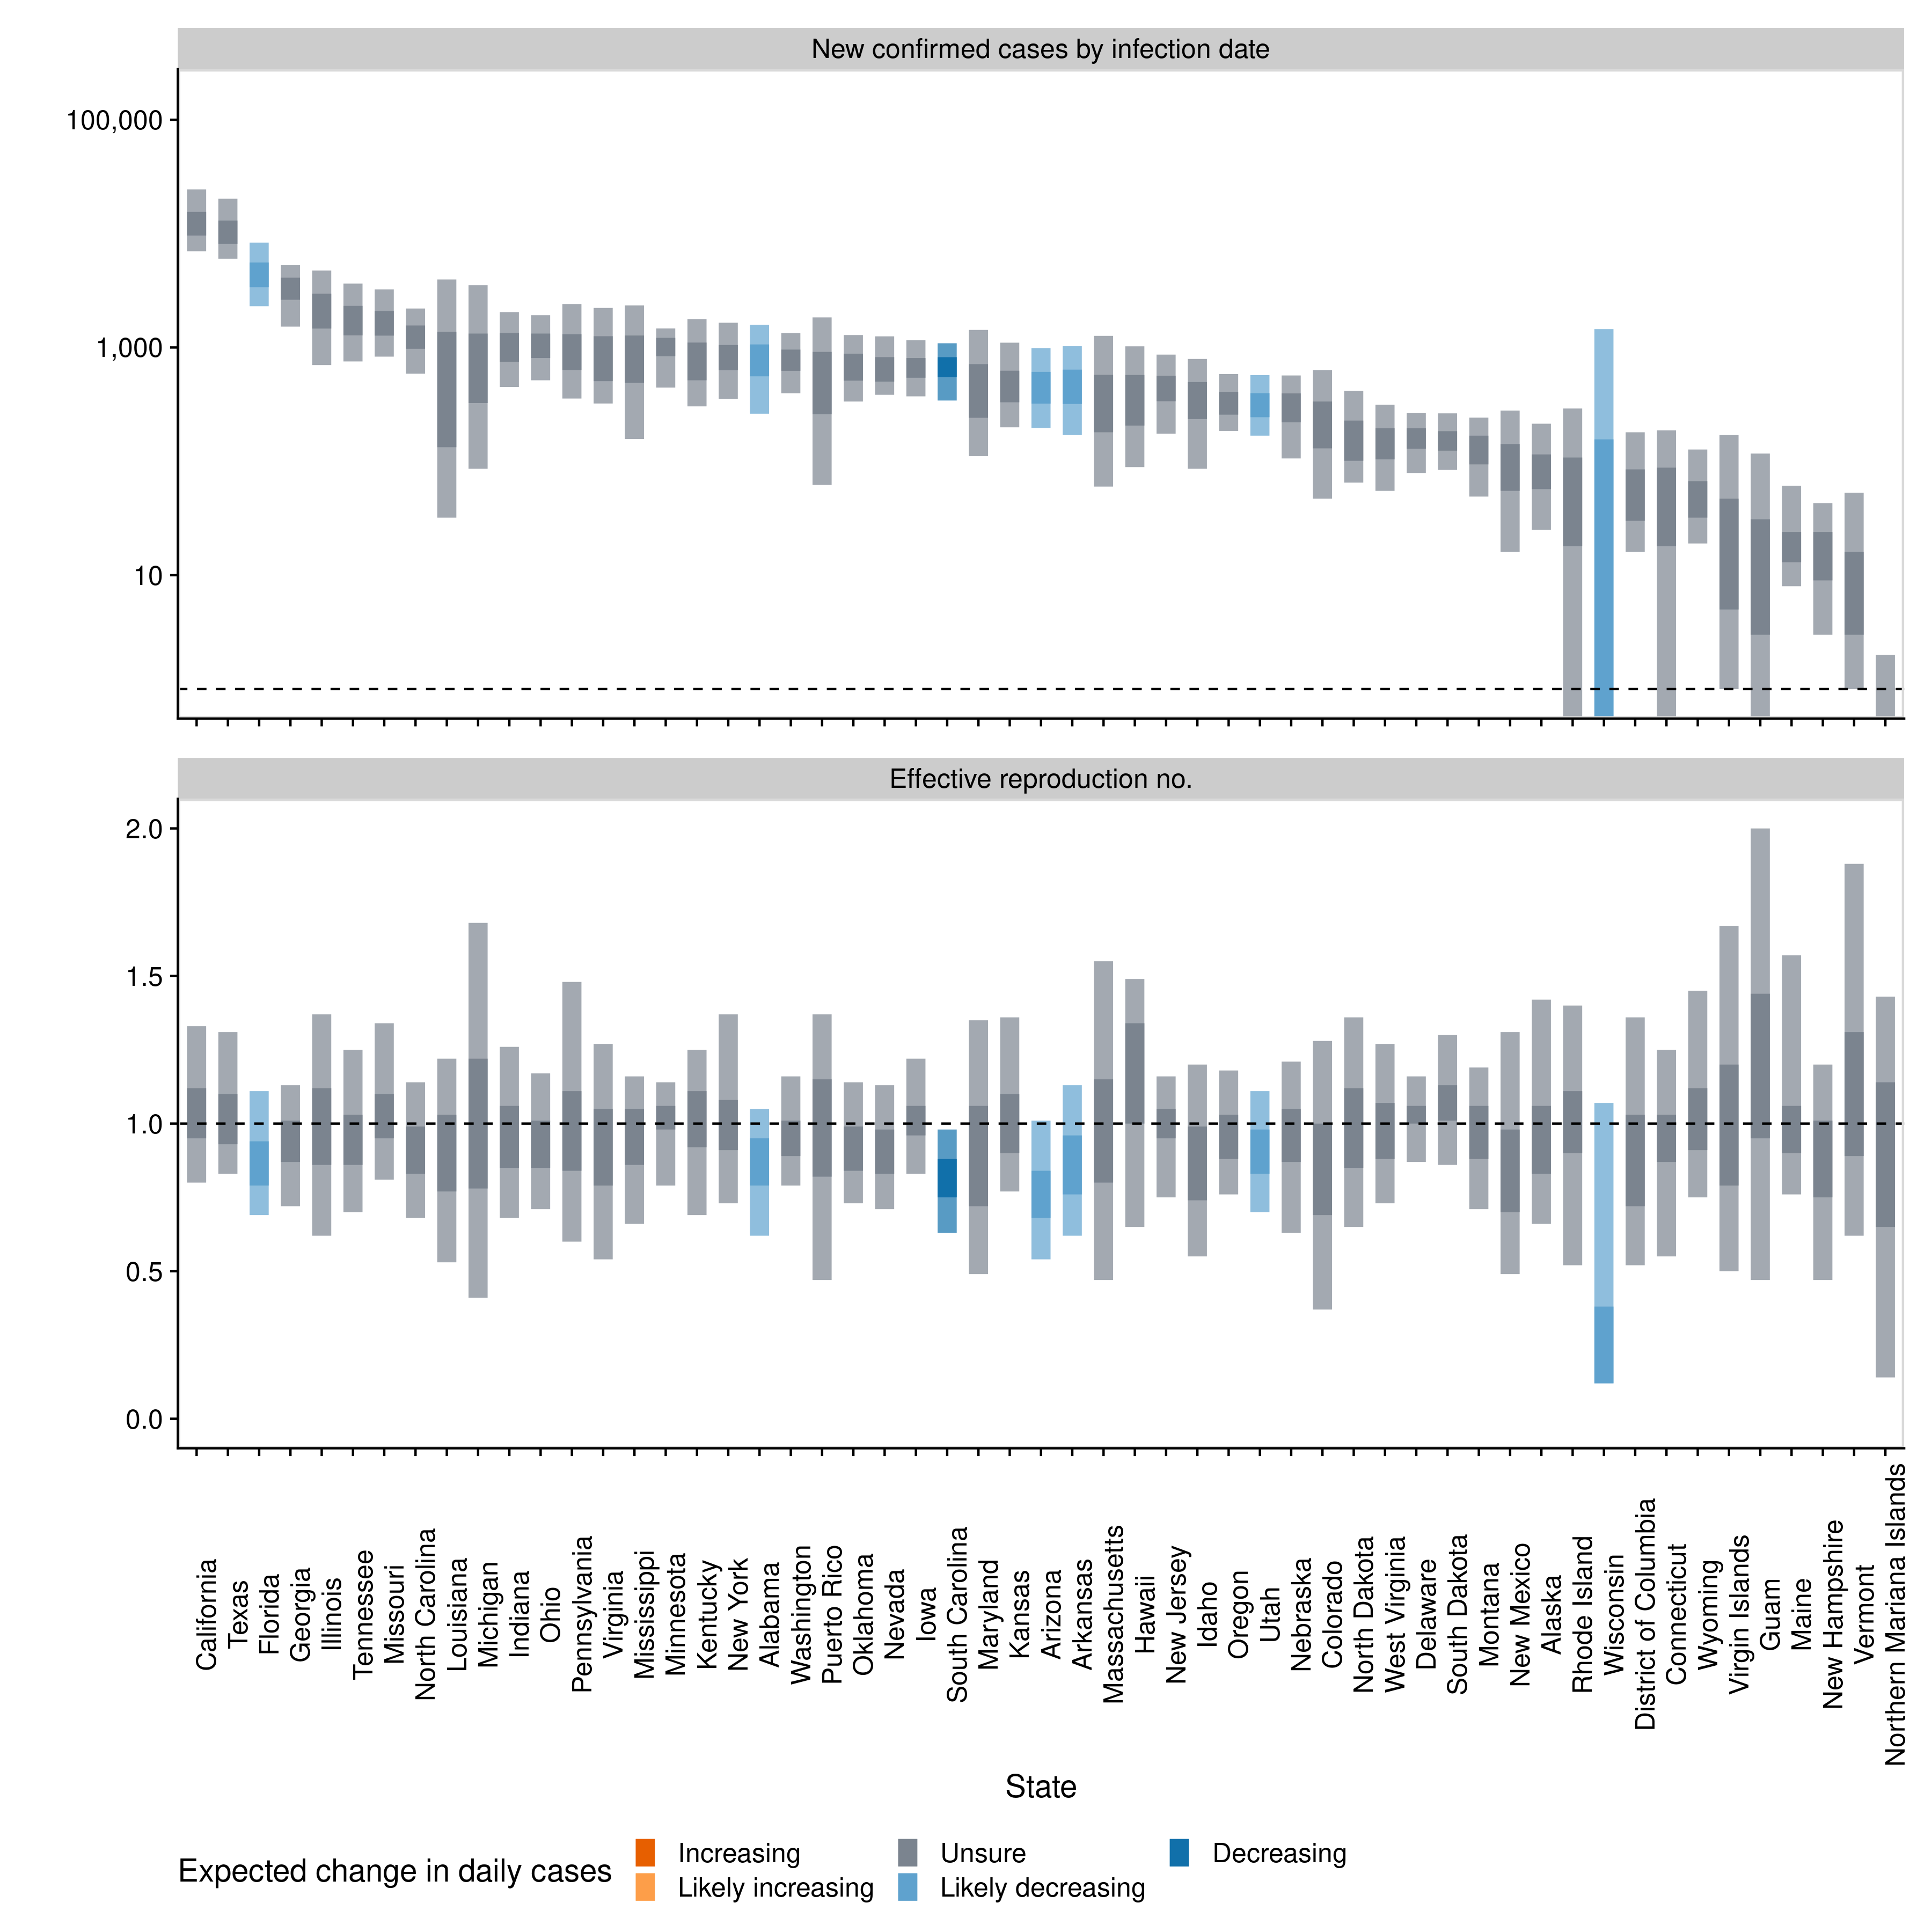 New confirmed cases by infection date
100,000
1,000
10
Effective reproduction no.
2.0
1.5
1.0
0.5
0.0
California
Texas
Florida
Georgia
Illinois
Tennessee
Missouri
North Carolina
Louisiana
Michigan
Indiana
Ohio
Pennsylvania
Virginia
Mississippi
Minnesota
Kentucky
New York
Alabama
Washington
Puerto Rico
Oklahoma
Nevada
Iowa
South Carolina
Maryland
Kansas
Arizona
Arkansas
Massachusetts
Hawaii
New Jersey
Idaho
Oregon
Utah
Nebraska
Colorado
North Dakota
West Virginia
Delaware
South Dakota
Montana
New Mexico
Alaska
Rhode Island
Wisconsin
District of Columbia
Connecticut
Wyoming
Virgin Islands
Guam
Maine
New Hampshire
Vermont
Northern Mariana Islands
State
Expected change in daily cases
Increasing
Likely increasing
Unsure
Likely decreasing
Decreasing